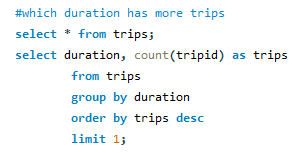 #which duration has more trips
select * from trips;
select duration, count(tripid) as trips
from trips
group by duration
order by trips desc
limit 1;